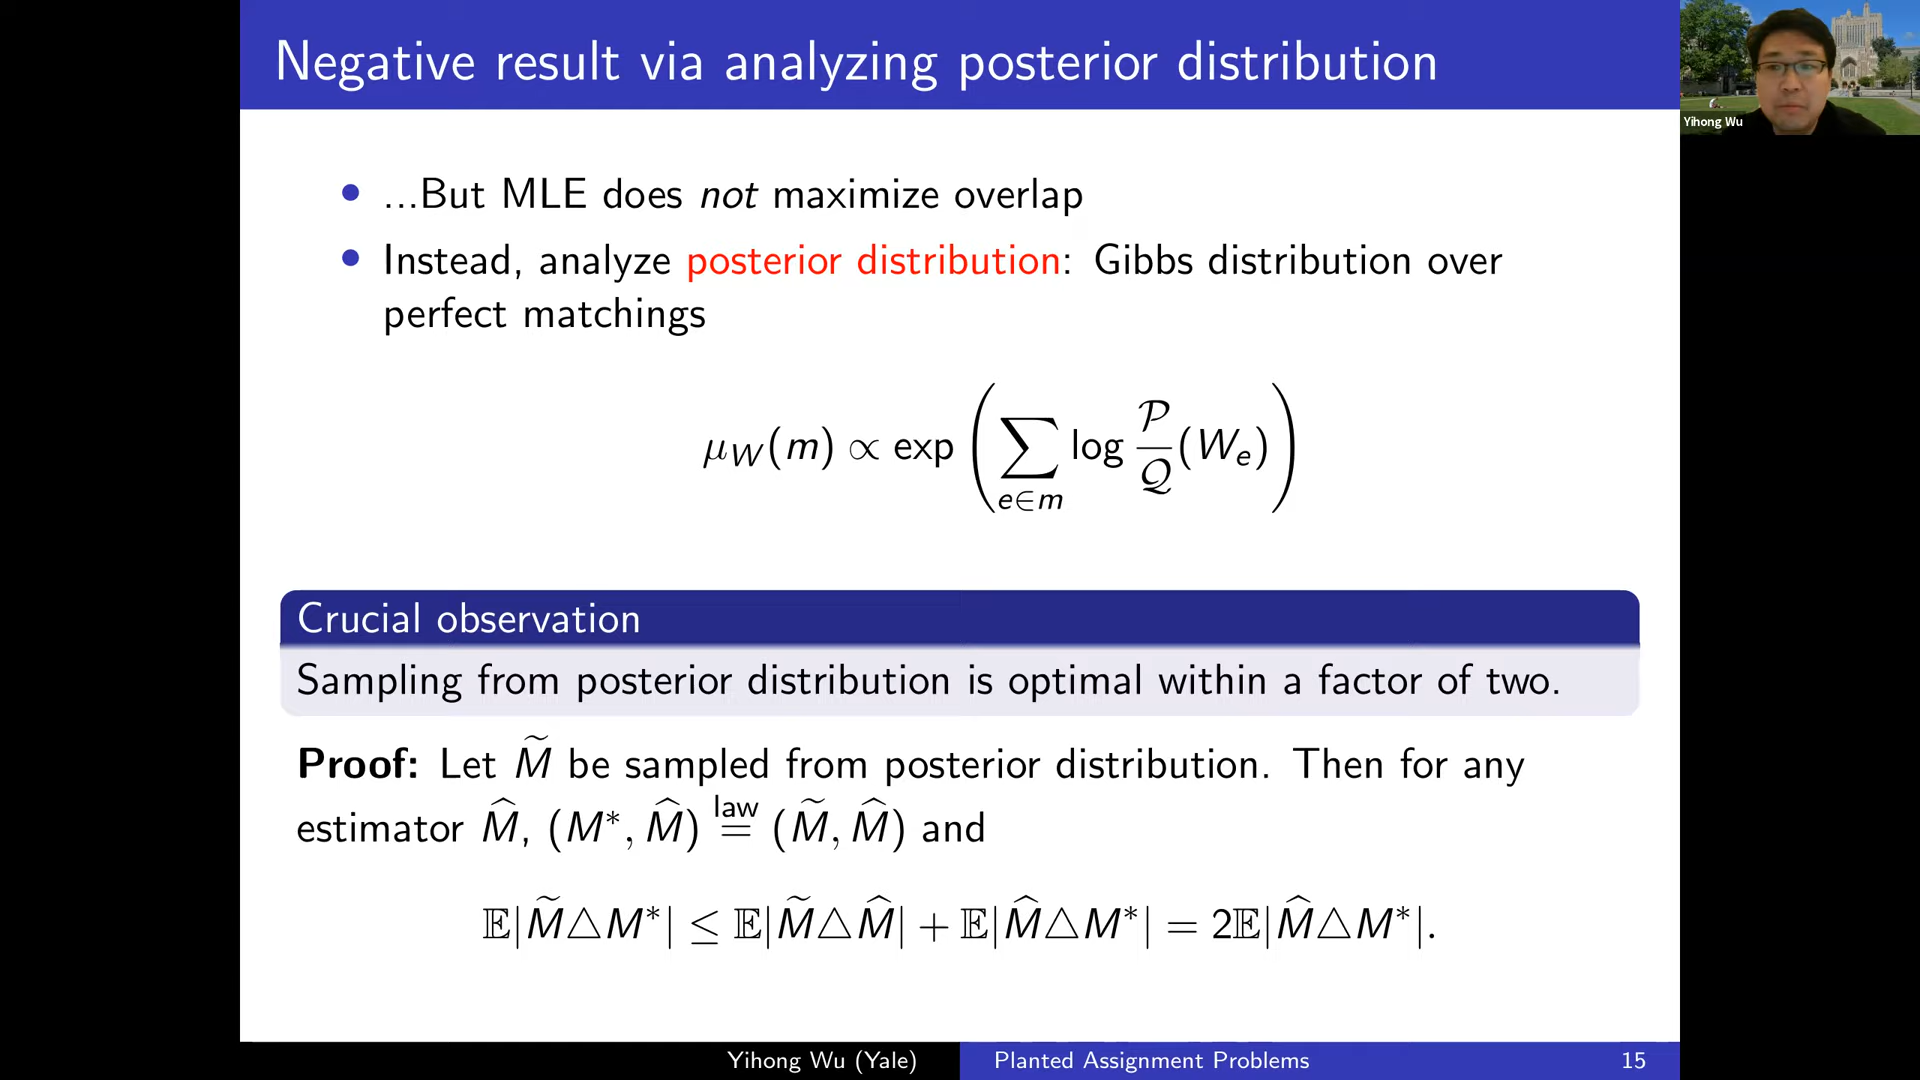 Negative result via analyzing posterior distribution
Yihong Wu
• ...But MLE does not maximize overlap
• Instead, analyze posterior distribution: Gibbs distribution over
perfect matchings
μ_W(m) ∝ exp ( ∑_{e∈m} log 𝒫/𝒬 (W_e) )
Crucial observation
Sampling from posterior distribution is optimal within a factor of two.
Proof: Let M̃ be sampled from posterior distribution. Then for any
estimator M̂, (M*, M̂) =^{law} (M̃, M̂) and
𝔼|M̃△M*| ≤ 𝔼|M̃△M̂| + 𝔼|M̂△M*| = 2𝔼|M̂△M*|.
Yihong Wu (Yale)
Planted Assignment Problems
15